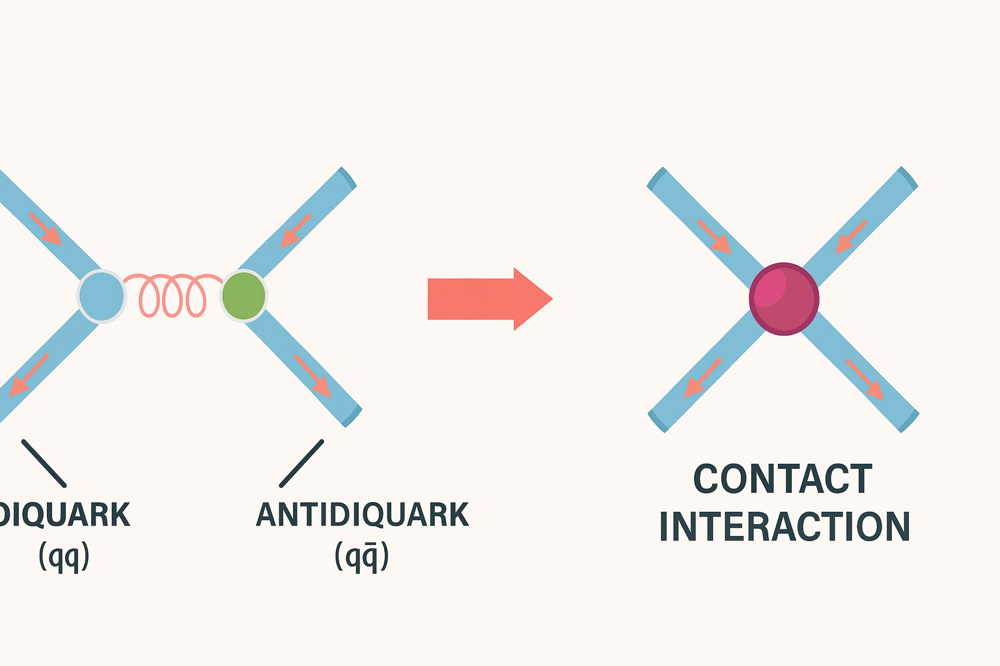 DIQUARK
(qq)
ANTIDIQUARK
(qq̄)
CONTACT
INTERACTION